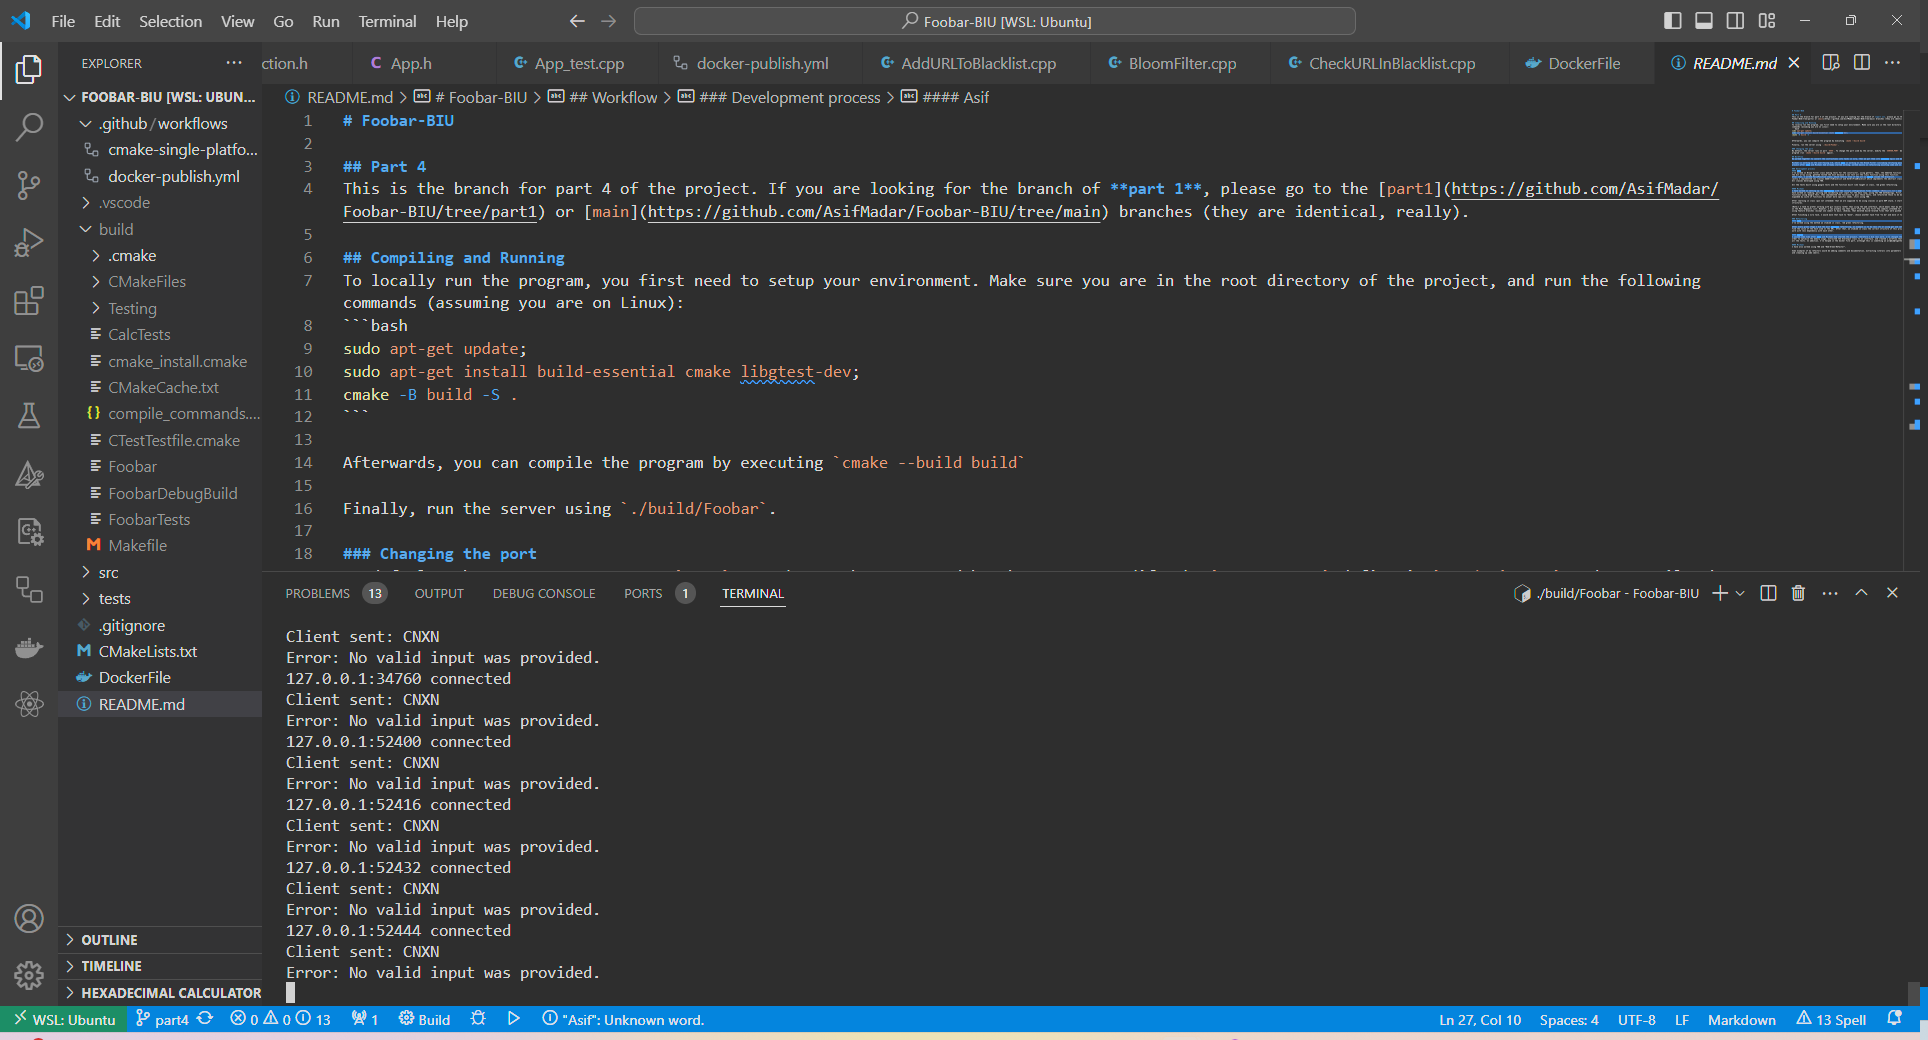 File Edit Selection View Go Run Terminal Help
Foobar-BIU [WSL: Ubuntu]
EXPLORER
ction.h App.h App_test.cpp docker-publish.yml AddURLToBlacklist.cpp BloomFilter.cpp CheckURLInBlacklist.cpp DockerFile README.md
FOOBAR-BIU [WSL: UBUN...
.github / workflows
cmake-single-platfo...
docker-publish.yml
.vscode
build
.cmake
CMakeFiles
Testing
CalcTests
cmake_install.cmake
CMakeCache.txt
compile_commands....
CTestTestfile.cmake
Foobar
FoobarDebugBuild
FoobarTests
Makefile
src
tests
.gitignore
CMakeLists.txt
DockerFile
README.md
OUTLINE
TIMELINE
HEXADECIMAL CALCULATOR
README.md > # Foobar-BIU > ## Workflow > ### Development process > #### Asif
1 # Foobar-BIU
2
3 ## Part 4
4 This is the branch for part 4 of the project. If you are looking for the branch of **part 1**, please go to the [part1](https://github.com/AsifMadar/
Foobar-BIU/tree/part1) or [main](https://github.com/AsifMadar/Foobar-BIU/tree/main) branches (they are identical, really).
5
6 ## Compiling and Running
7 To locally run the program, you first need to setup your environment. Make sure you are in the root directory of the project, and run the following
commands (assuming you are on Linux):
8 ```bash
9 sudo apt-get update;
10 sudo apt-get install build-essential cmake libgtest-dev;
11 cmake -B build -S .
12 ```
13
14 Afterwards, you can compile the program by executing `cmake --build build`
15
16 Finally, run the server using `./build/Foobar`.
17
18 ### Changing the port
PROBLEMS 13 OUTPUT DEBUG CONSOLE PORTS 1 TERMINAL
./build/Foobar - Foobar-BIU
Client sent: CNXN
Error: No valid input was provided.
127.0.0.1:34760 connected
Client sent: CNXN
Error: No valid input was provided.
127.0.0.1:52400 connected
Client sent: CNXN
Error: No valid input was provided.
127.0.0.1:52416 connected
Client sent: CNXN
Error: No valid input was provided.
127.0.0.1:52432 connected
Client sent: CNXN
Error: No valid input was provided.
127.0.0.1:52444 connected
Client sent: CNXN
Error: No valid input was provided.
WSL: Ubuntu part4 0 0 13 1 Build "Asif": Unknown word. Ln 27, Col 10 Spaces: 4 UTF-8 LF Markdown 13 Spell